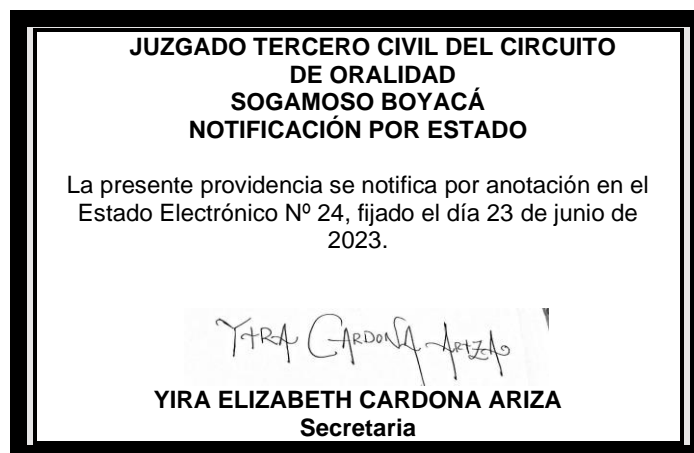 JUZGADO TERCERO CIVIL DEL CIRCUITO
DE ORALIDAD
SOGAMOSO BOYACÁ
NOTIFICACIÓN POR ESTADO
La presente providencia se notifica por anotación en el
Estado Electrónico Nº 24, fijado el día 23 de junio de
2023.
YIRA CARDONA ARIZA
YIRA ELIZABETH CARDONA ARIZA
Secretaria